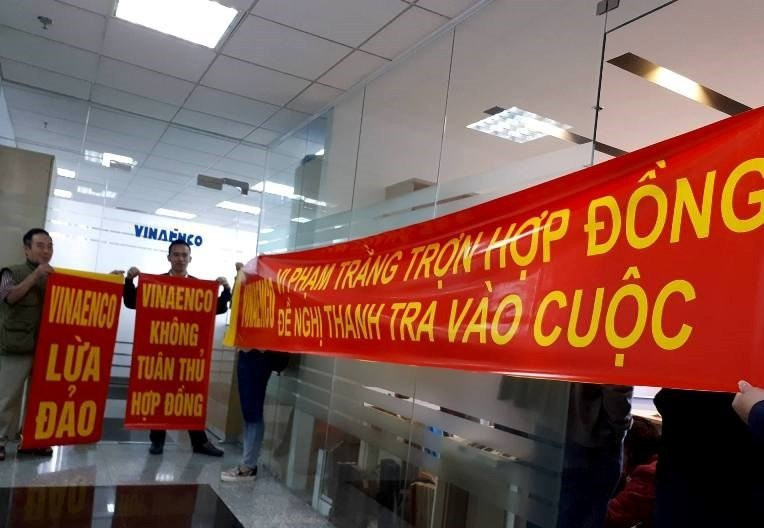 VINAENCO
VINAENCO
LỪA
ĐẢO
VINAENCO
KHÔNG
TUÂN THỦ
HỢP ĐỒNG
VINAENCO
VI PHẠM TRẮNG TRỢN HỢP ĐỒNG
ĐỀ NGHỊ THANH TRA VÀO CUỘC